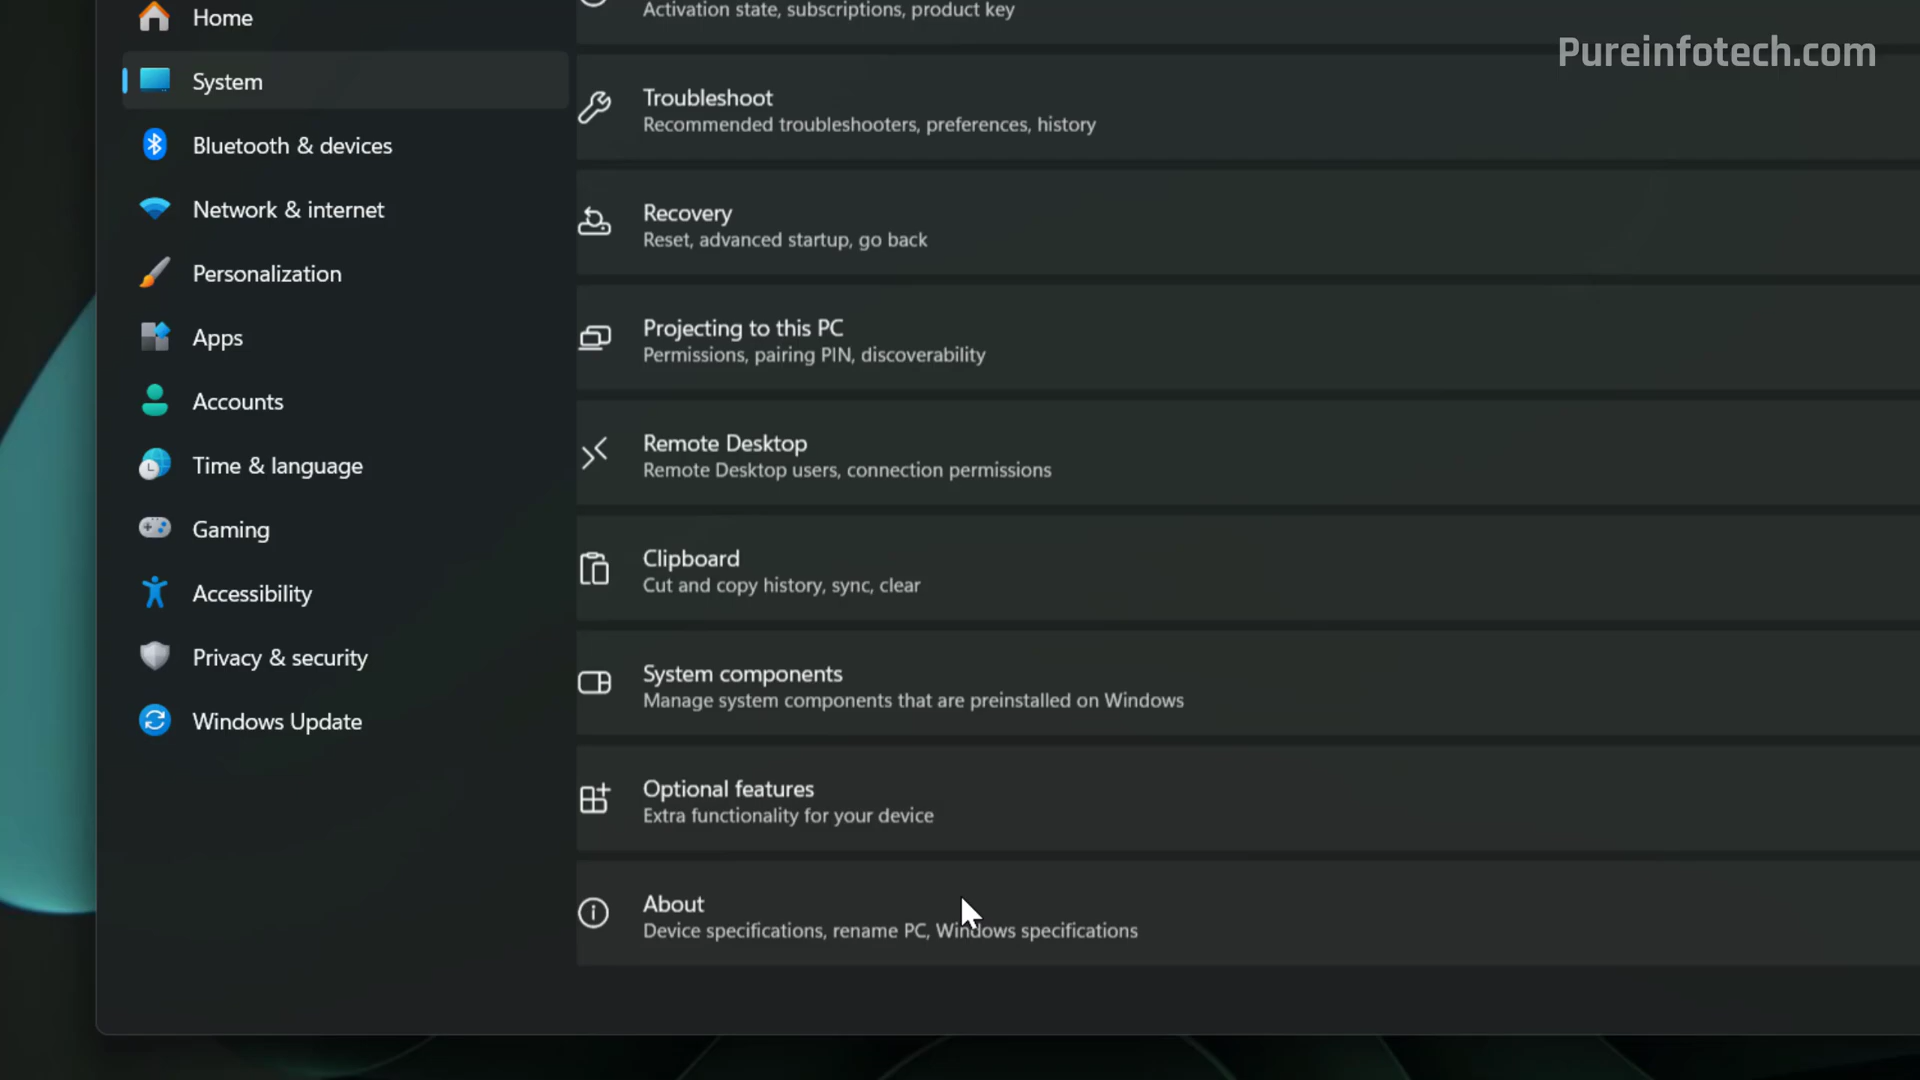 Home
System
Bluetooth & devices
Network & internet
Personalization
Apps
Accounts
Time & language
Gaming
Accessibility
Privacy & security
Windows Update
Activation state, subscriptions, product key
Troubleshoot
Recommended troubleshooters, preferences, history
Recovery
Reset, advanced startup, go back
Projecting to this PC
Permissions, pairing PIN, discoverability
Remote Desktop
Remote Desktop users, connection permissions
Clipboard
Cut and copy history, sync, clear
System components
Manage system components that are preinstalled on Windows
Optional features
Extra functionality for your device
About
Device specifications, rename PC, Windows specifications
Pureinfotech.com